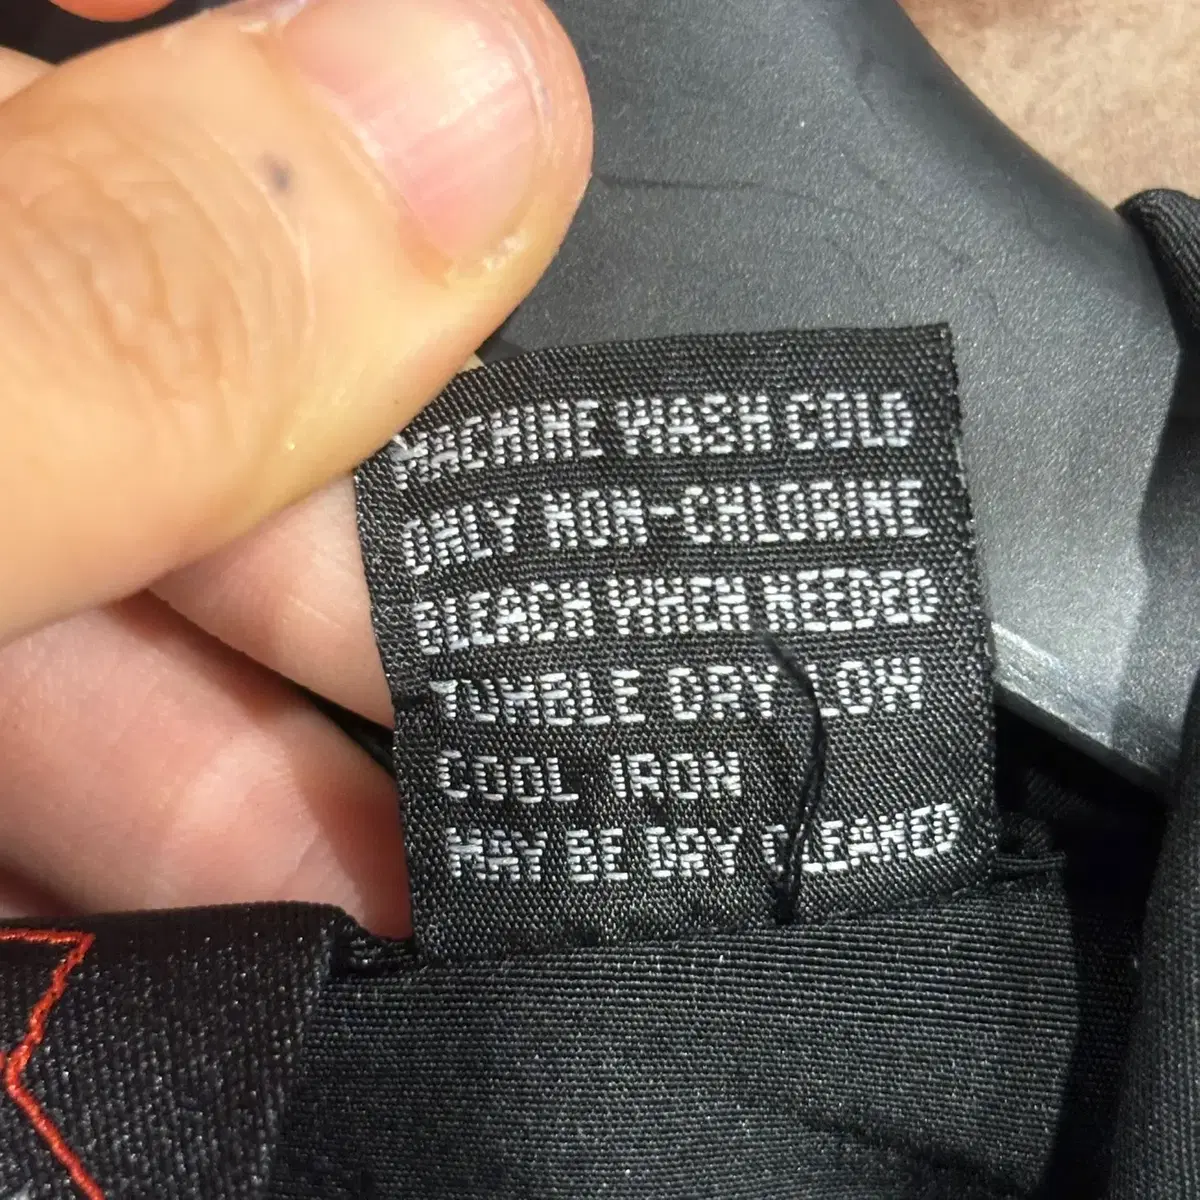 MACHINE WASH COLD
ONLY NON-CHLORINE
BLEACH WHEN NEEDED
TUMBLE DRY LOW
COOL IRON
MAY BE DRY CLEANED